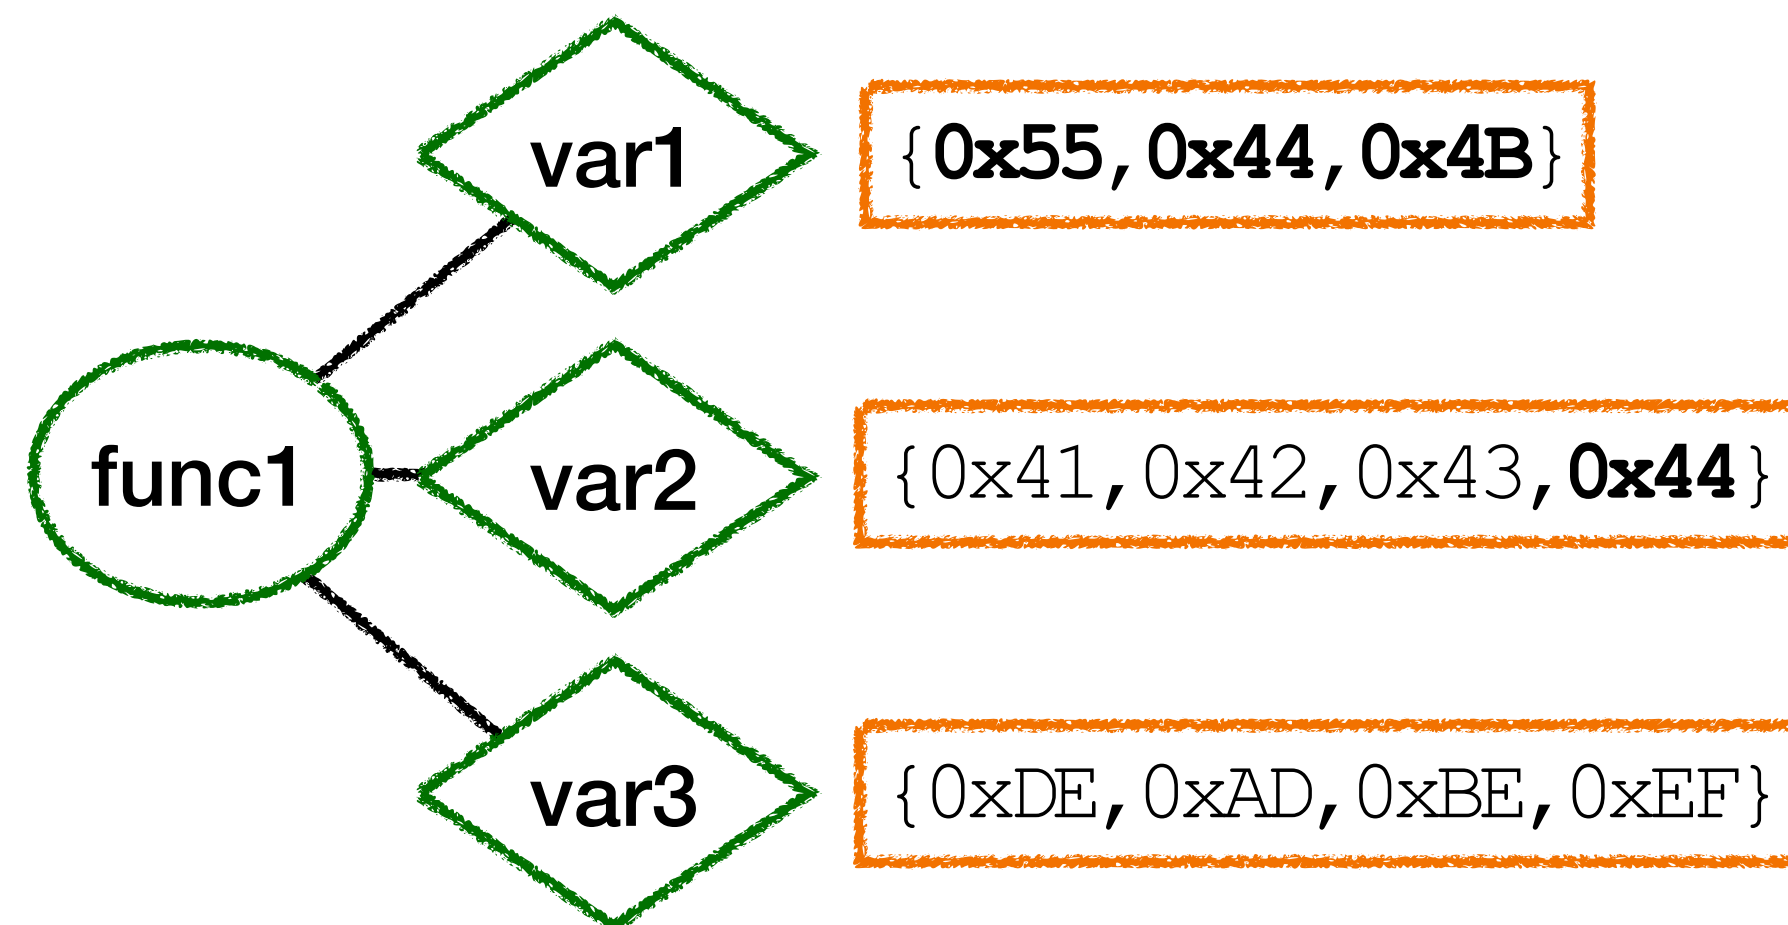 var1
{0x55,0x44,0x4B}
func1
var2
{0x41,0x42,0x43,0x44}
var3
{0xDE,0xAD,0xBE,0xEF}